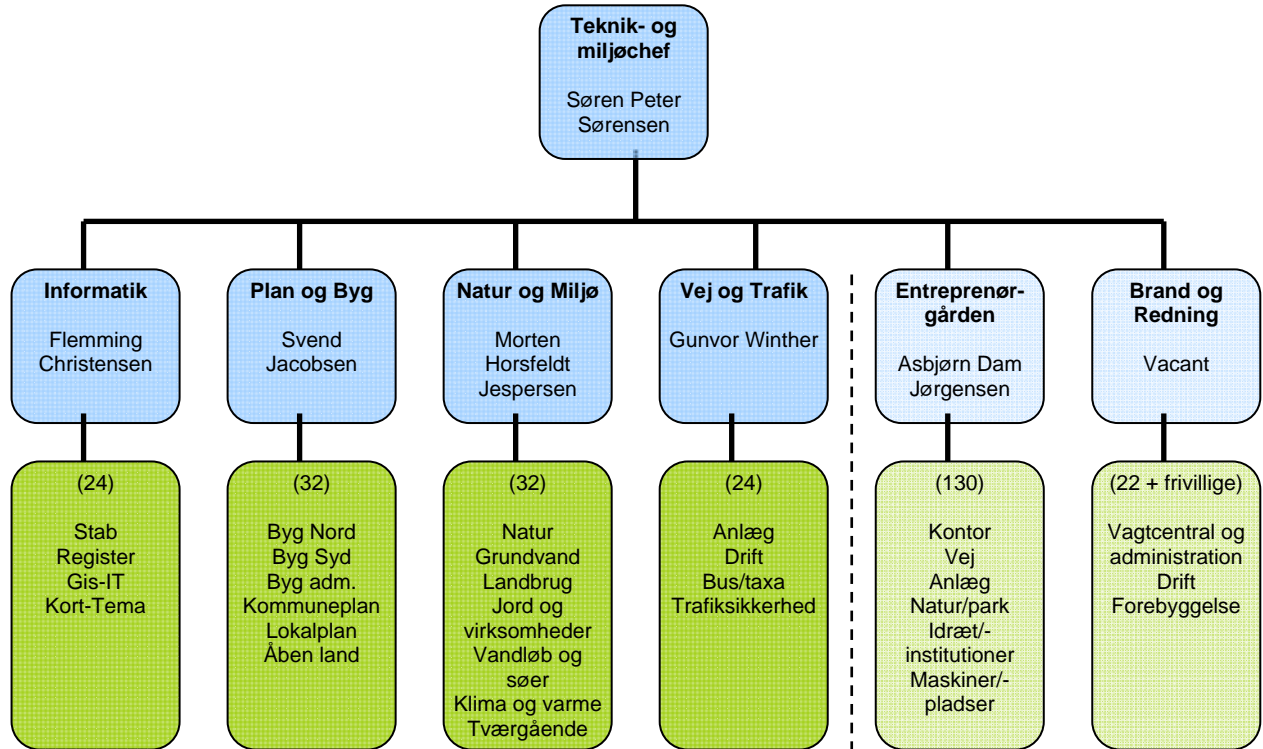 Teknik- og
miljøchef
Søren Peter
Sørensen
Informatik
Flemming
Christensen
Plan og Byg
Svend
Jacobsen
Natur og Miljø
Morten
Horsfeldt
Jespersen
Vej og Trafik
Gunvor Winther
Entreprenør-
gården
Asbjørn Dam
Jørgensen
Brand og
Redning
Vacant
(24)
Stab
Register
Gis-IT
Kort-Tema
(32)
Byg Nord
Byg Syd
Byg adm.
Kommuneplan
Lokalplan
Åben land
(32)
Natur
Grundvand
Landbrug
Jord og
virksomheder
Vandløb og
søer
Klima og varme
Tværgående
(24)
Anlæg
Drift
Bus/taxa
Trafiksikkerhed
(130)
Kontor
Vej
Anlæg
Natur/park
Idræt/-
institutioner
Maskiner/-
pladser
(22 + frivillige)
Vagtcentral og
administration
Drift
Forebyggelse